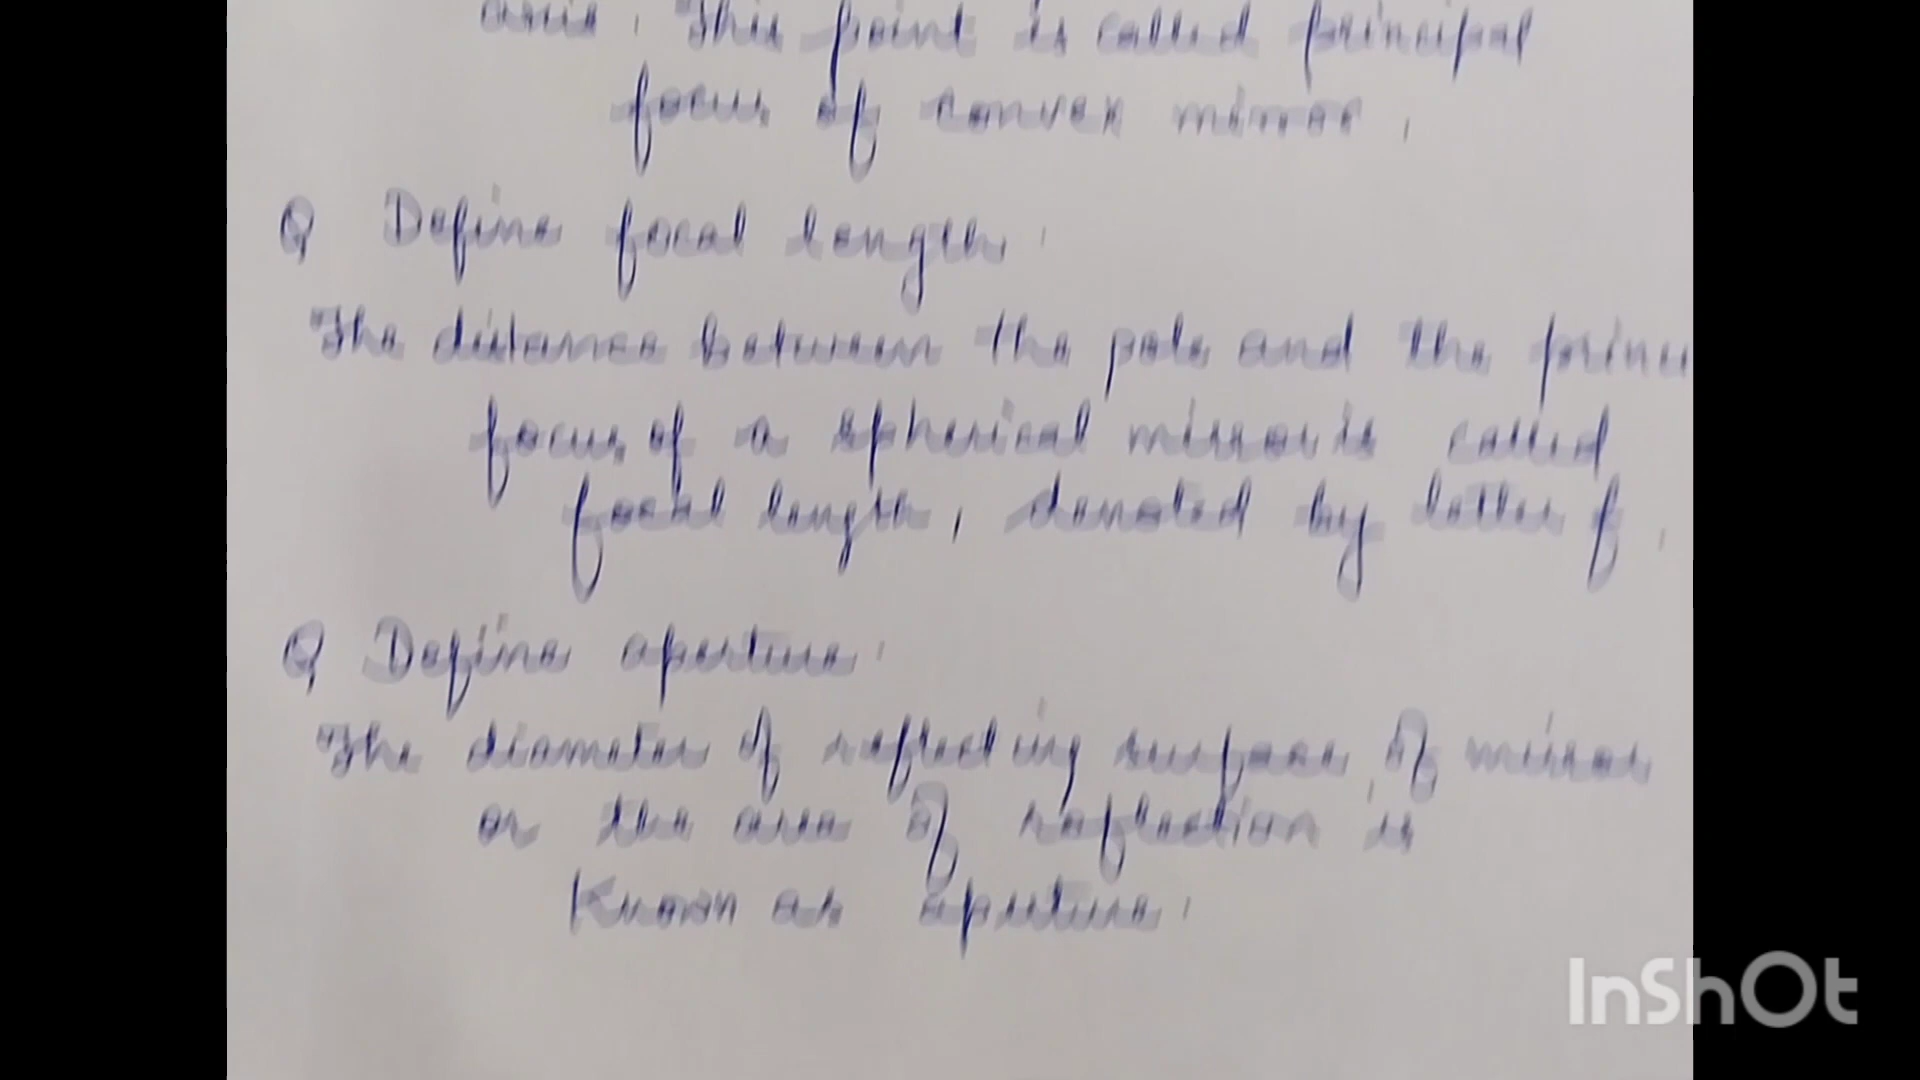 axis. This point is called principal
focus of convex mirror.
Q Define focal length.
The distance between the pole and the princi
focus of a spherical mirror is called
focal length, denoted by letter f.
Q Define aperture.
The diameter of reflecting surface of mirror
or the area of reflection is
Known as aperture.
InShOt